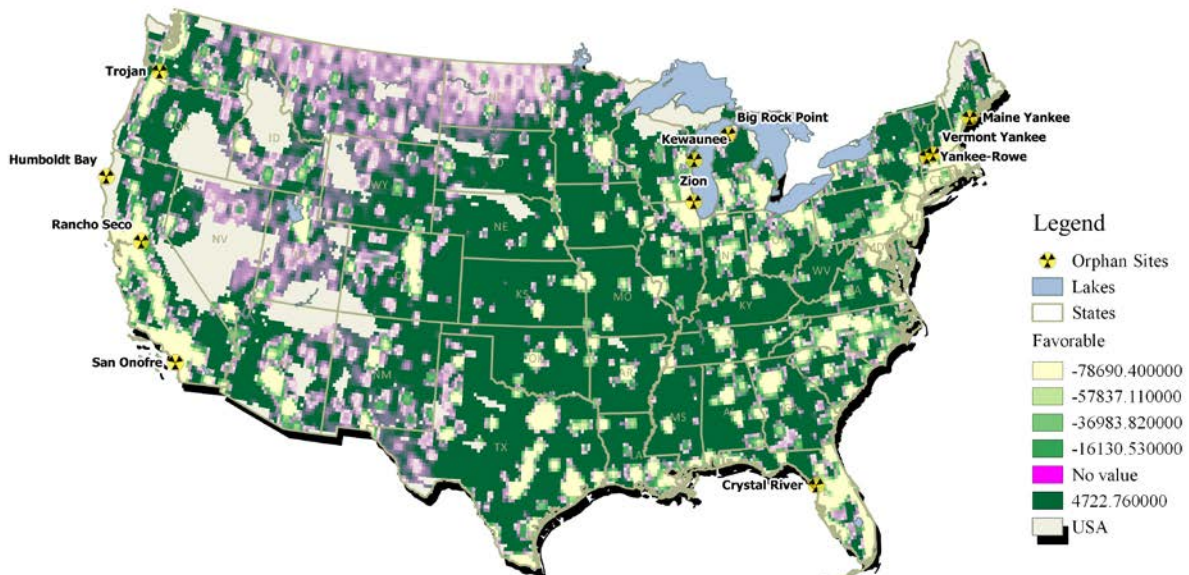 Trojan
Humboldt Bay
Rancho Seco
San Onofre
Big Rock Point
Kewaunee
Zion
Maine Yankee
Vermont Yankee
Yankee-Rowe
Crystal River
ID
WY
NV
NE
KS
MO
KY
WV
NM
TX
MS
Legend
Orphan Sites
Lakes
States
Favorable
-78690.400000
-57837.110000
-36983.820000
-16130.530000
No value
4722.760000
USA